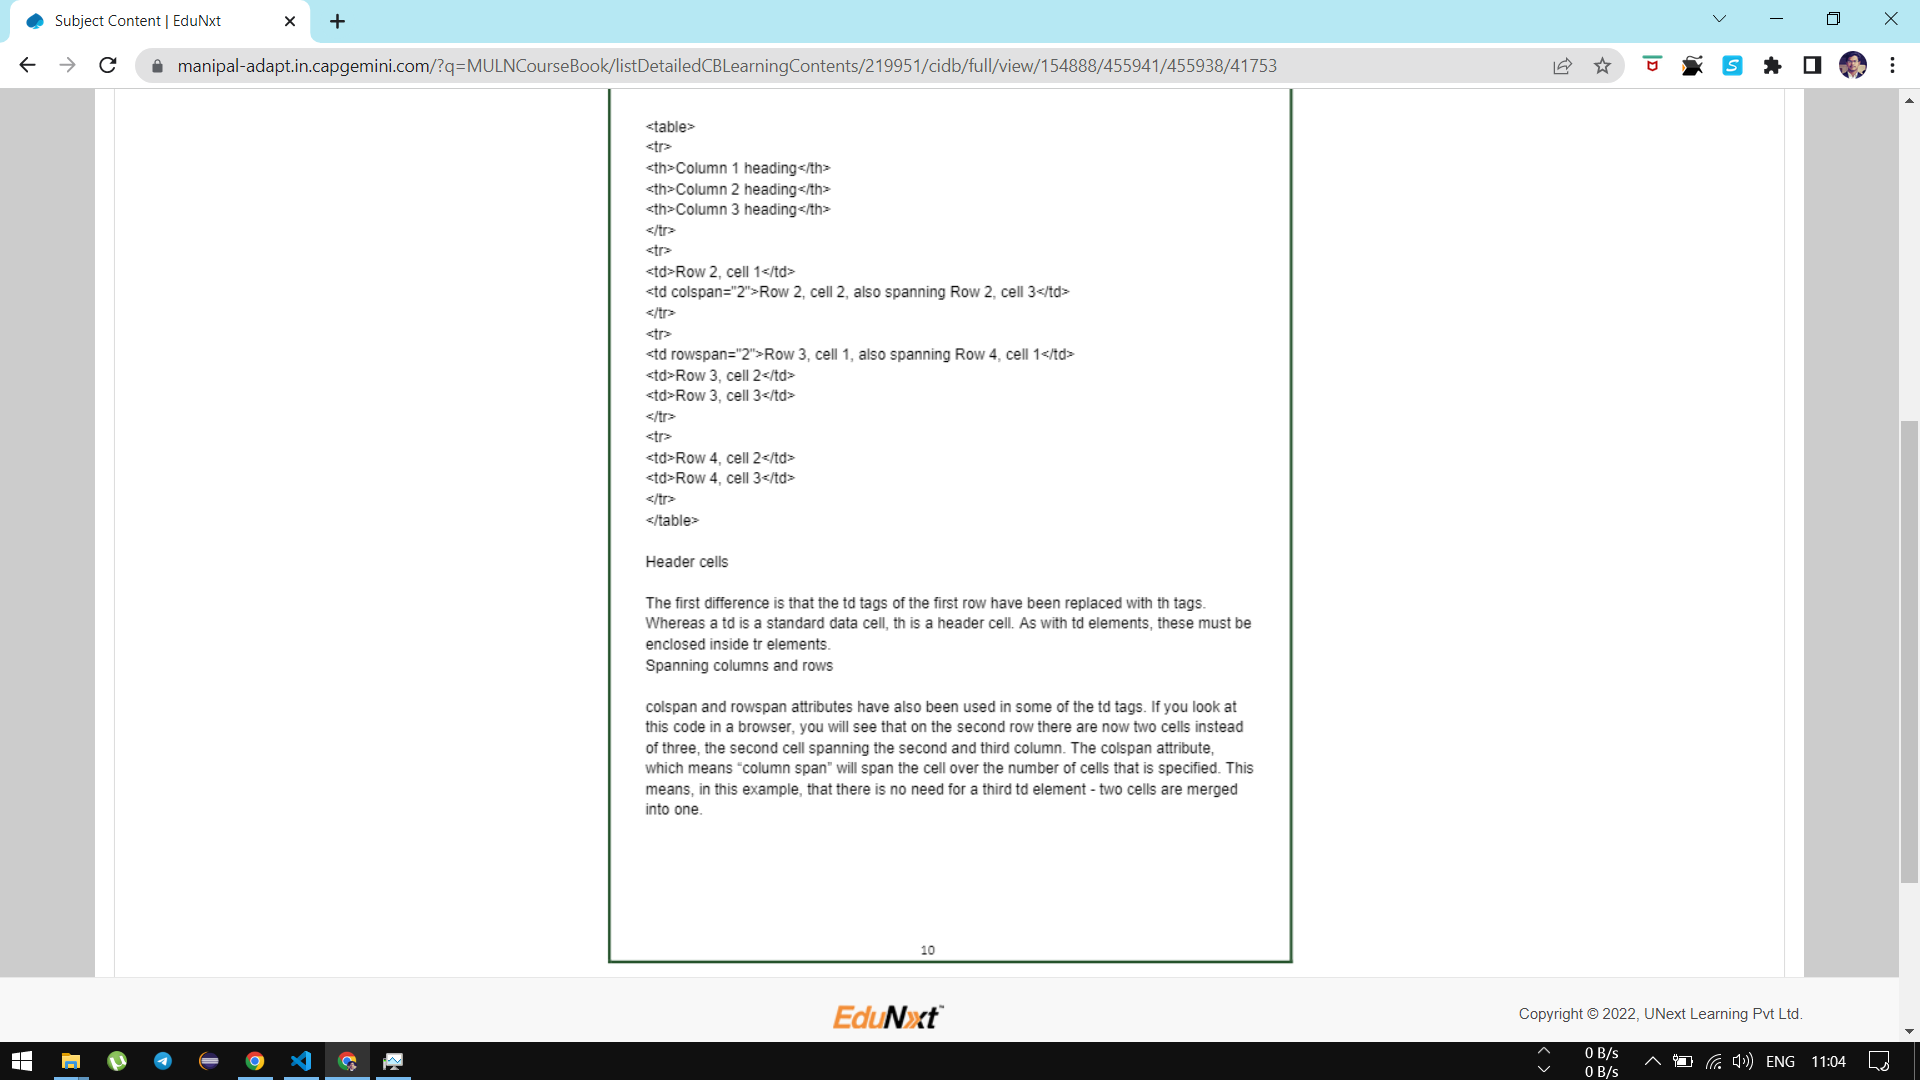 Subject Content | EduNxt
manipal-adapt.in.capgemini.com/?q=MULNCourseBook/listDetailedCBLearningContents/219951/cidb/full/view/154888/455941/455938/41753
<table>
<tr>
<th>Column 1 heading</th>
<th>Column 2 heading</th>
<th>Column 3 heading</th>
</tr>
<tr>
<td>Row 2, cell 1</td>
<td colspan="2">Row 2, cell 2, also spanning Row 2, cell 3</td>
</tr>
<tr>
<td rowspan="2">Row 3, cell 1, also spanning Row 4, cell 1</td>
<td>Row 3, cell 2</td>
<td>Row 3, cell 3</td>
</tr>
<tr>
<td>Row 4, cell 2</td>
<td>Row 4, cell 3</td>
</tr>
</table>
Header cells
The first difference is that the td tags of the first row have been replaced with th tags.
Whereas a td is a standard data cell, th is a header cell. As with td elements, these must be
enclosed inside tr elements.
Spanning columns and rows
colspan and rowspan attributes have also been used in some of the td tags. If you look at
this code in a browser, you will see that on the second row there are now two cells instead
of three, the second cell spanning the second and third column. The colspan attribute,
which means “column span” will span the cell over the number of cells that is specified. This
means, in this example, that there is no need for a third td element - two cells are merged
into one.
10
EduNxt™
Copyright © 2022, UNext Learning Pvt Ltd.
0 B/s
0 B/s
ENG
11:04